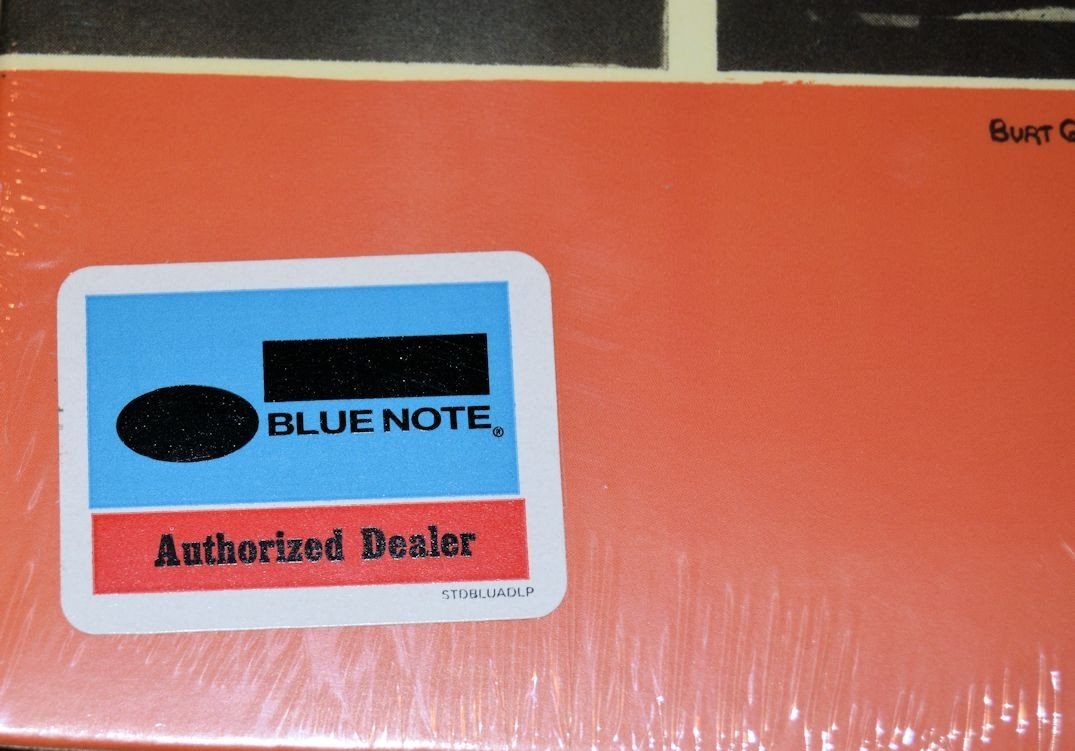 BURT
BLUE NOTE®
Authorized Dealer
STDBLUADLP